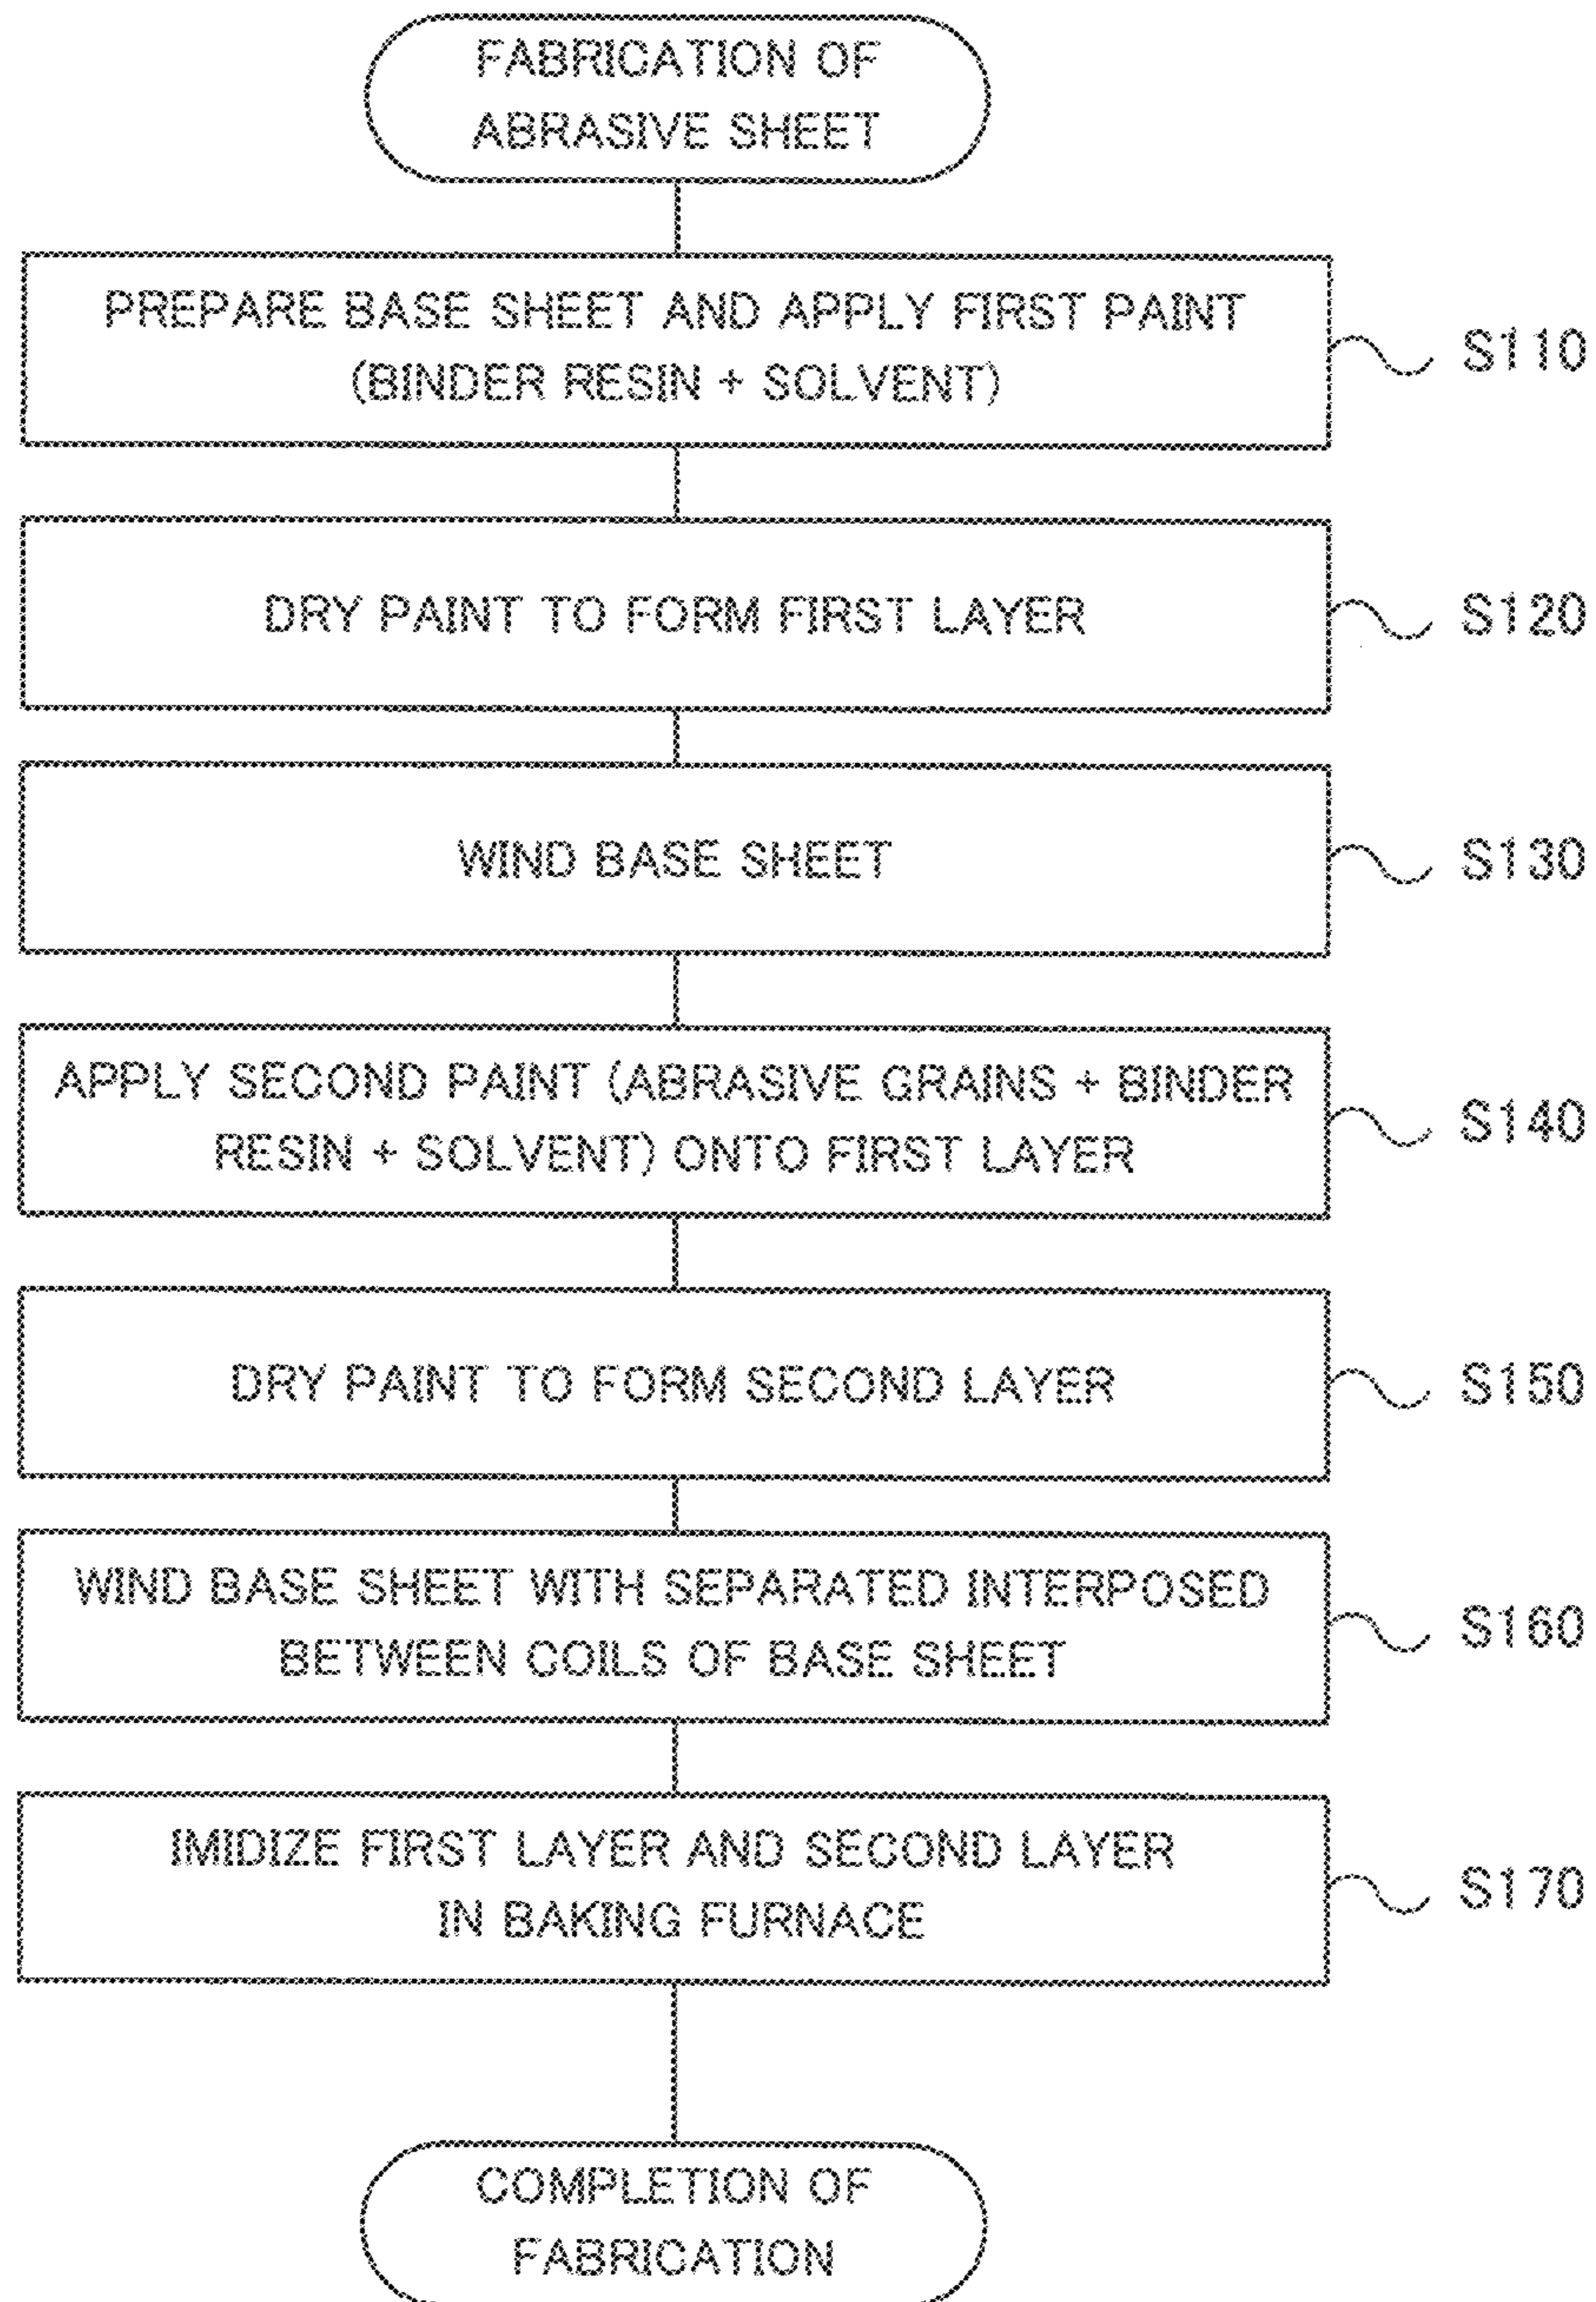 FABRICATION OF
ABRASIVE SHEET
PREPARE BASE SHEET AND APPLY FIRST PAINT
(BINDER RESIN + SOLVENT)
S110
DRY PAINT TO FORM FIRST LAYER
S120
WIND BASE SHEET
S130
APPLY SECOND PAINT (ABRASIVE GRAINS + BINDER
RESIN + SOLVENT) ONTO FIRST LAYER
S140
DRY PAINT TO FORM SECOND LAYER
S150
WIND BASE SHEET WITH SEPARATED INTERPOSED
BETWEEN COILS OF BASE SHEET
S160
IMIDIZE FIRST LAYER AND SECOND LAYER
IN BAKING FURNACE
S170
COMPLETION OF
FABRICATION